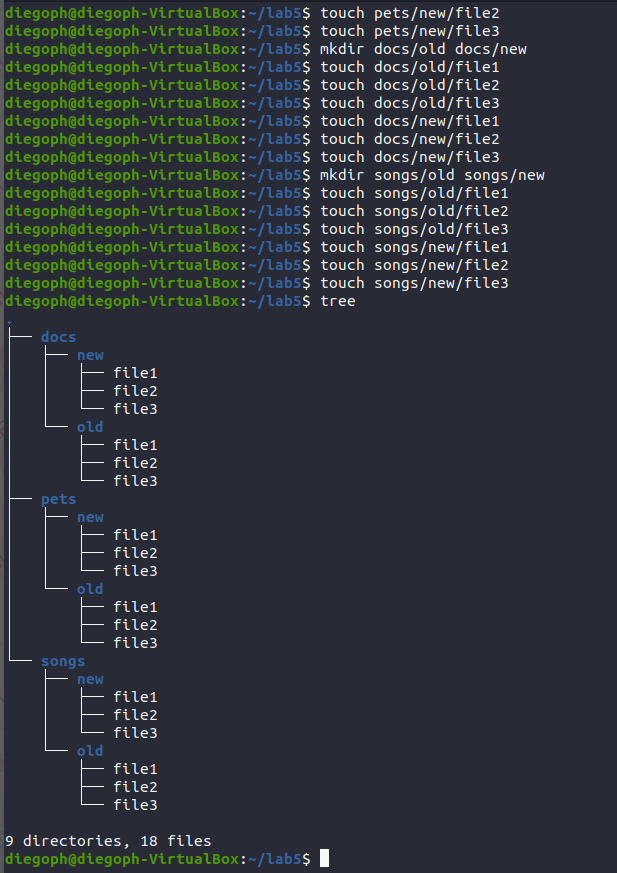 diegoph@diegoph-VirtualBox:~/lab5$ touch pets/new/file2
diegoph@diegoph-VirtualBox:~/lab5$ touch pets/new/file3
diegoph@diegoph-VirtualBox:~/lab5$ mkdir docs/old docs/new
diegoph@diegoph-VirtualBox:~/lab5$ touch docs/old/file1
diegoph@diegoph-VirtualBox:~/lab5$ touch docs/old/file2
diegoph@diegoph-VirtualBox:~/lab5$ touch docs/old/file3
diegoph@diegoph-VirtualBox:~/lab5$ touch docs/new/file1
diegoph@diegoph-VirtualBox:~/lab5$ touch docs/new/file2
diegoph@diegoph-VirtualBox:~/lab5$ touch docs/new/file3
diegoph@diegoph-VirtualBox:~/lab5$ mkdir songs/old songs/new
diegoph@diegoph-VirtualBox:~/lab5$ touch songs/old/file1
diegoph@diegoph-VirtualBox:~/lab5$ touch songs/old/file2
diegoph@diegoph-VirtualBox:~/lab5$ touch songs/old/file3
diegoph@diegoph-VirtualBox:~/lab5$ touch songs/new/file1
diegoph@diegoph-VirtualBox:~/lab5$ touch songs/new/file2
diegoph@diegoph-VirtualBox:~/lab5$ touch songs/new/file3
diegoph@diegoph-VirtualBox:~/lab5$ tree
.
├── docs
│   ├── new
│   │   ├── file1
│   │   ├── file2
│   │   └── file3
│   └── old
│       ├── file1
│       ├── file2
│       └── file3
├── pets
│   ├── new
│   │   ├── file1
│   │   ├── file2
│   │   └── file3
│   └── old
│       ├── file1
│       ├── file2
│       └── file3
└── songs
    ├── new
    │   ├── file1
    │   ├── file2
    │   └── file3
    └── old
        ├── file1
        ├── file2
        └── file3
9 directories, 18 files
diegoph@diegoph-VirtualBox:~/lab5$